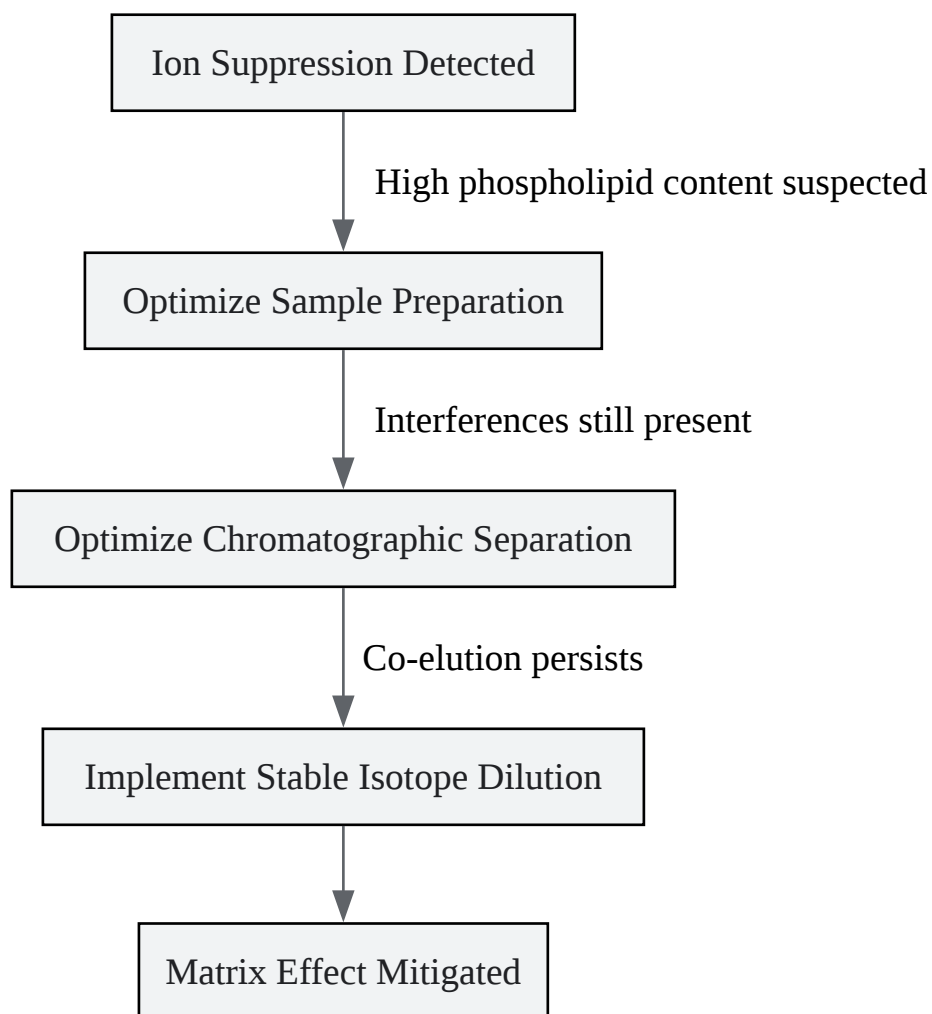 Ion Suppression Detected
High phospholipid content suspected
Optimize Sample Preparation
Interferences still present
Optimize Chromatographic Separation
Co-elution persists
Implement Stable Isotope Dilution
Matrix Effect Mitigated